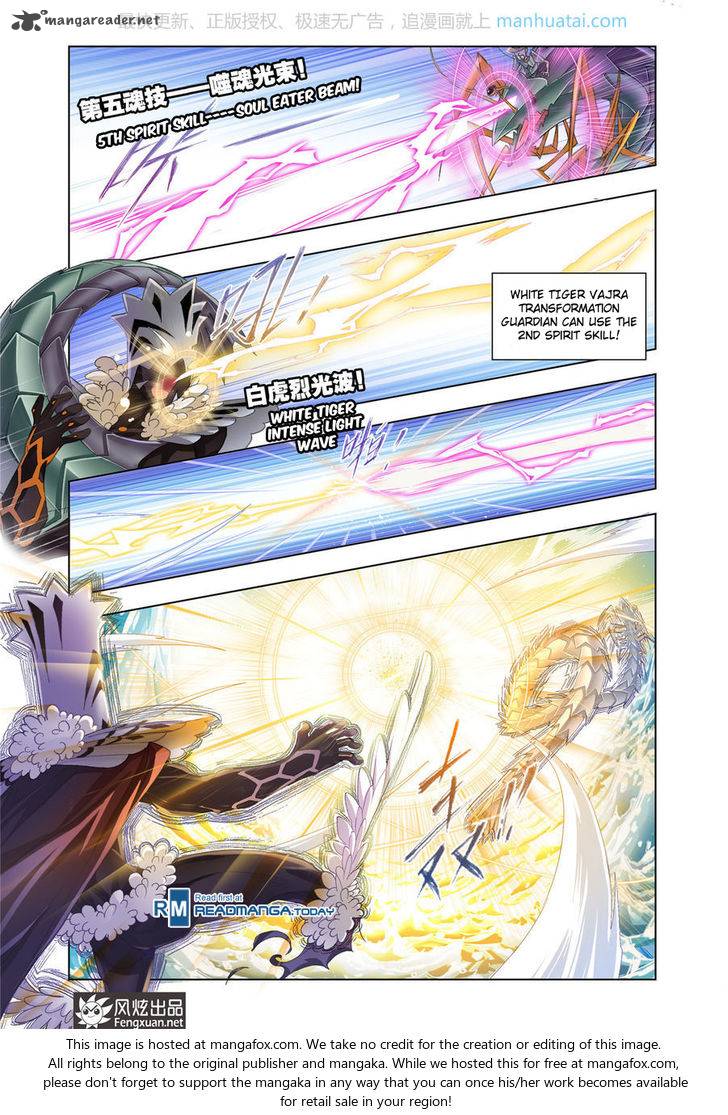 mangareader.net
最快更新、正版授权、极速无广告，追漫画就上 manhuatai.com
第五魂技——噬魂光束！
5TH SPIRIT SKILL----SOUL EATER BEAM!
WHITE TIGER VAJRA
TRANSFORMATION
GUARDIAN CAN USE THE
2ND SPIRIT SKILL!
白虎烈光波！
WHITE TIGER
INTENSE LIGHT
WAVE
RM
Read first at
READMANGA.TODAY
风炫出品
Fengxuan.net
This image is hosted at mangafox.com. We take no credit for the creation or editing of this image.
All rights belong to the original publisher and mangaka. While we hosted this for free at mangafox.com,
please don't forget to support the mangaka in any way that you can once his/her work becomes available
for retail sale in your region!